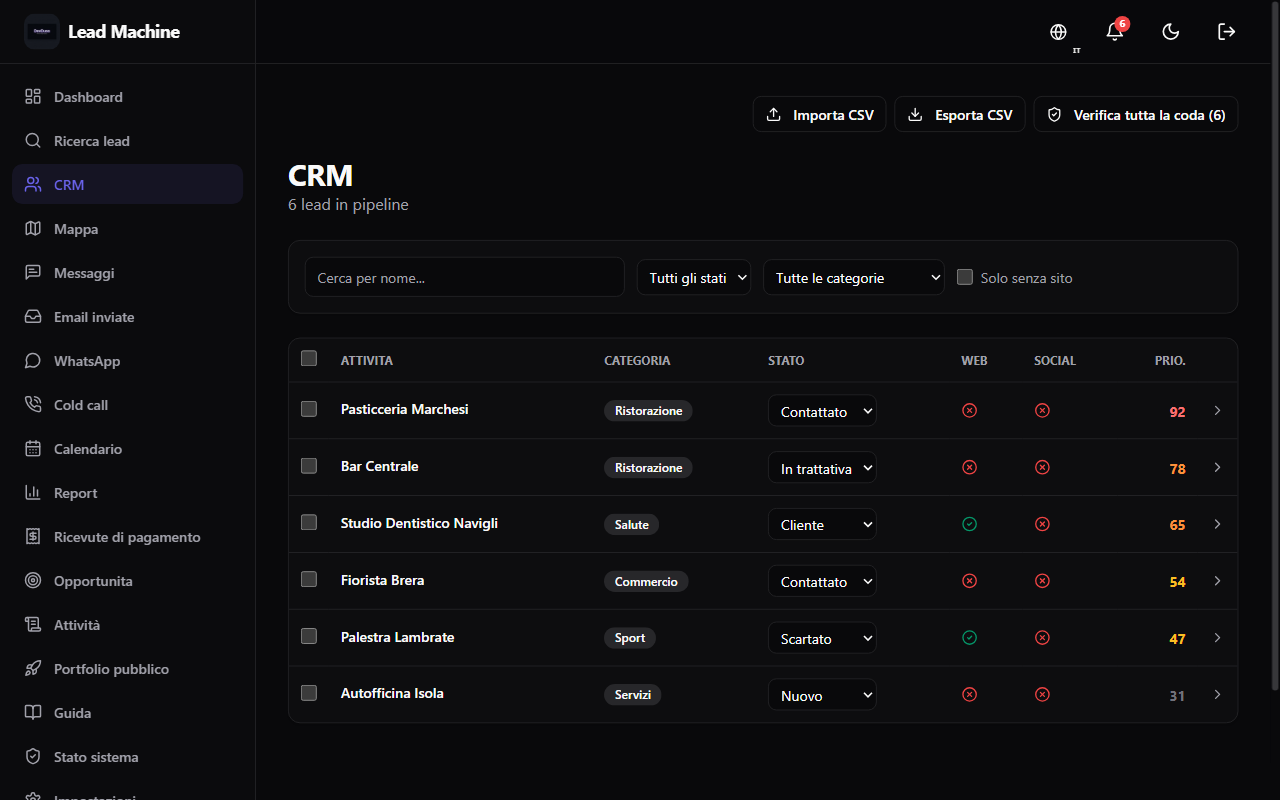 Lead Machine
6
IT
Dashboard
Ricerca lead
CRM
Mappa
Messaggi
Email inviate
WhatsApp
Cold call
Calendario
Report
Ricevute di pagamento
Opportunita
Attività
Portfolio pubblico
Guida
Stato sistema
Impostazioni
Importa CSV
Esporta CSV
Verifica tutta la coda (6)
CRM
6 lead in pipeline
Cerca per nome...
Tutti gli stati
Tutte le categorie
Solo senza sito
ATTIVITA CATEGORIA STATO WEB SOCIAL PRIO.
Pasticceria Marchesi Ristorazione Contattato 92
Bar Centrale Ristorazione In trattativa 78
Studio Dentistico Navigli Salute Cliente 65
Fiorista Brera Commercio Contattato 54
Palestra Lambrate Sport Scartato 47
Autofficina Isola Servizi Nuovo 31